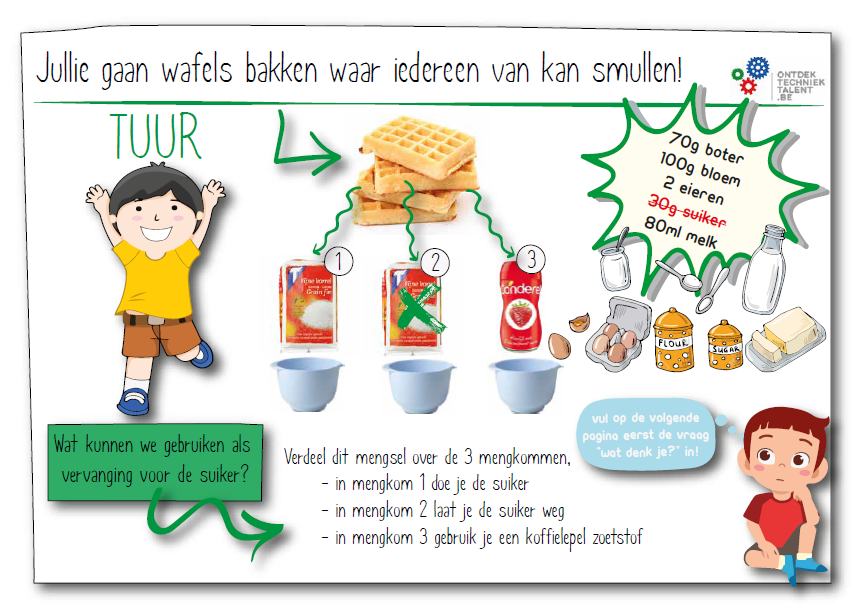 Jullie gaan wafels bakken waar iedereen van kan smullen!
ONTDEK
TECHNIEK
TALENT
.BE
TUUR
70g boter
100g bloem
2 eieren
30g suiker
80ml melk
1
2
3
FLOUR
SUGAR
Wat kunnen we gebruiken als
vervanging voor de suiker?
Verdeel dit mengsel over de 3 mengkommen,
- in mengkom 1 doe je de suiker
- in mengkom 2 laat je de suiker weg
- in mengkom 3 gebruik je een koffielepel zoetstof
vul op de volgende
pagina eerst de vraag
"wat denk je?" in!